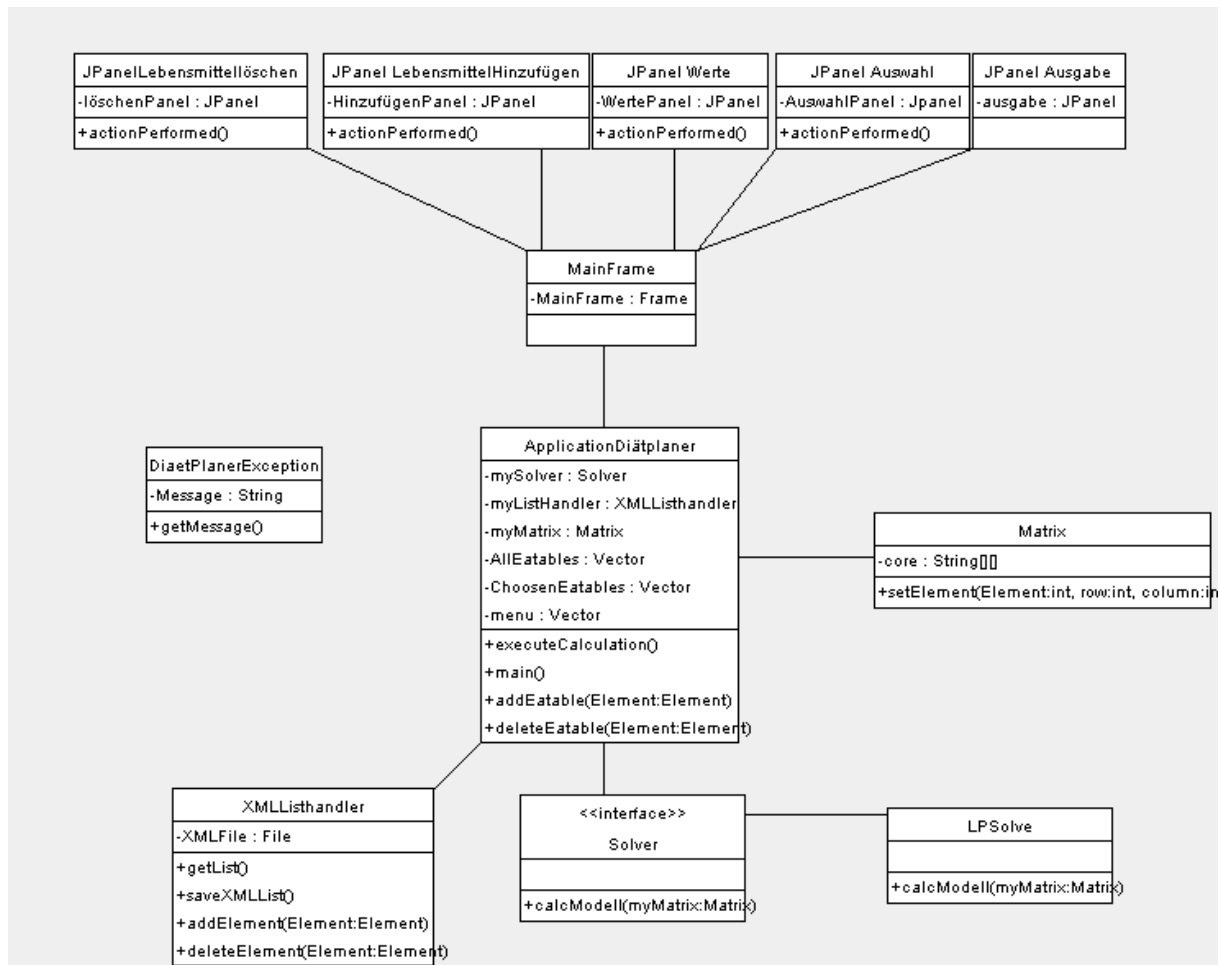 JPanelLebensmittellöschen
-löschenPanel : JPanel
+actionPerformed()
JPanel LebensmittelHinzufügen
-HinzufügenPanel : JPanel
+actionPerformed()
JPanel Werte
-WertePanel : JPanel
+actionPerformed()
JPanel Auswahl
-AuswahlPanel : Jpanel
+actionPerformed()
JPanel Ausgabe
-ausgabe : JPanel
MainFrame
-MainFrame : Frame
DiaetPlanerException
-Message : String
+getMessage()
ApplicationDiätplaner
-mySolver : Solver
-myListHandler : XMLListhandler
-myMatrix : Matrix
-AllEatables : Vector
-ChoosenEatables : Vector
-menu : Vector
+executeCalculation()
+main()
+addEatable(Element:Element)
+deleteEatable(Element:Element)
Matrix
-core : String[][]
+setElement(Element:int, row:int, column:in
XMLListhandler
-XMLFile : File
+getList()
+saveXMLList()
+addElement(Element:Element)
+deleteElement(Element:Element)
<<interface>>
Solver
+calcModell(myMatrix:Matrix)
LPSolve
+calcModell(myMatrix:Matrix)